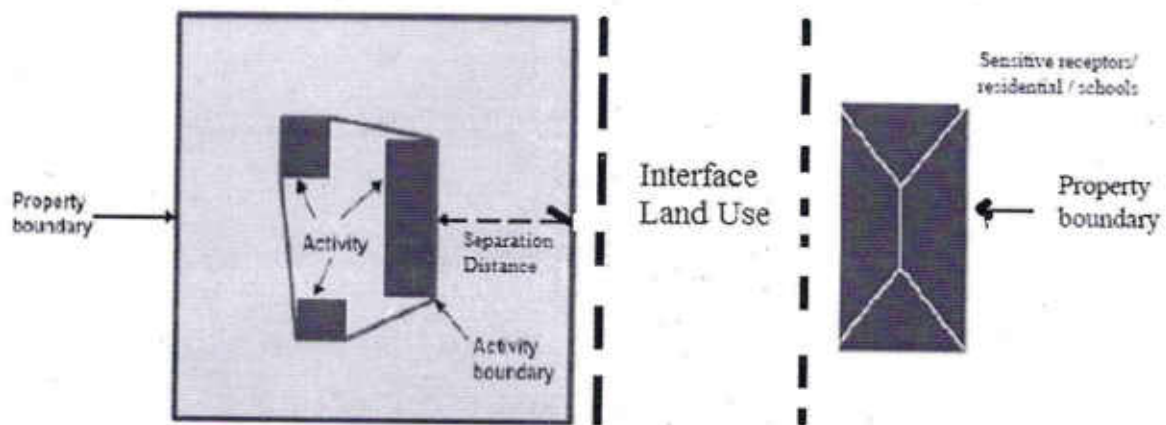 Property
boundary
Activity
Separation
Distance
Activity
boundary
Interface
Land Use
Sensitive receptors/
residential / schools
Property
boundary